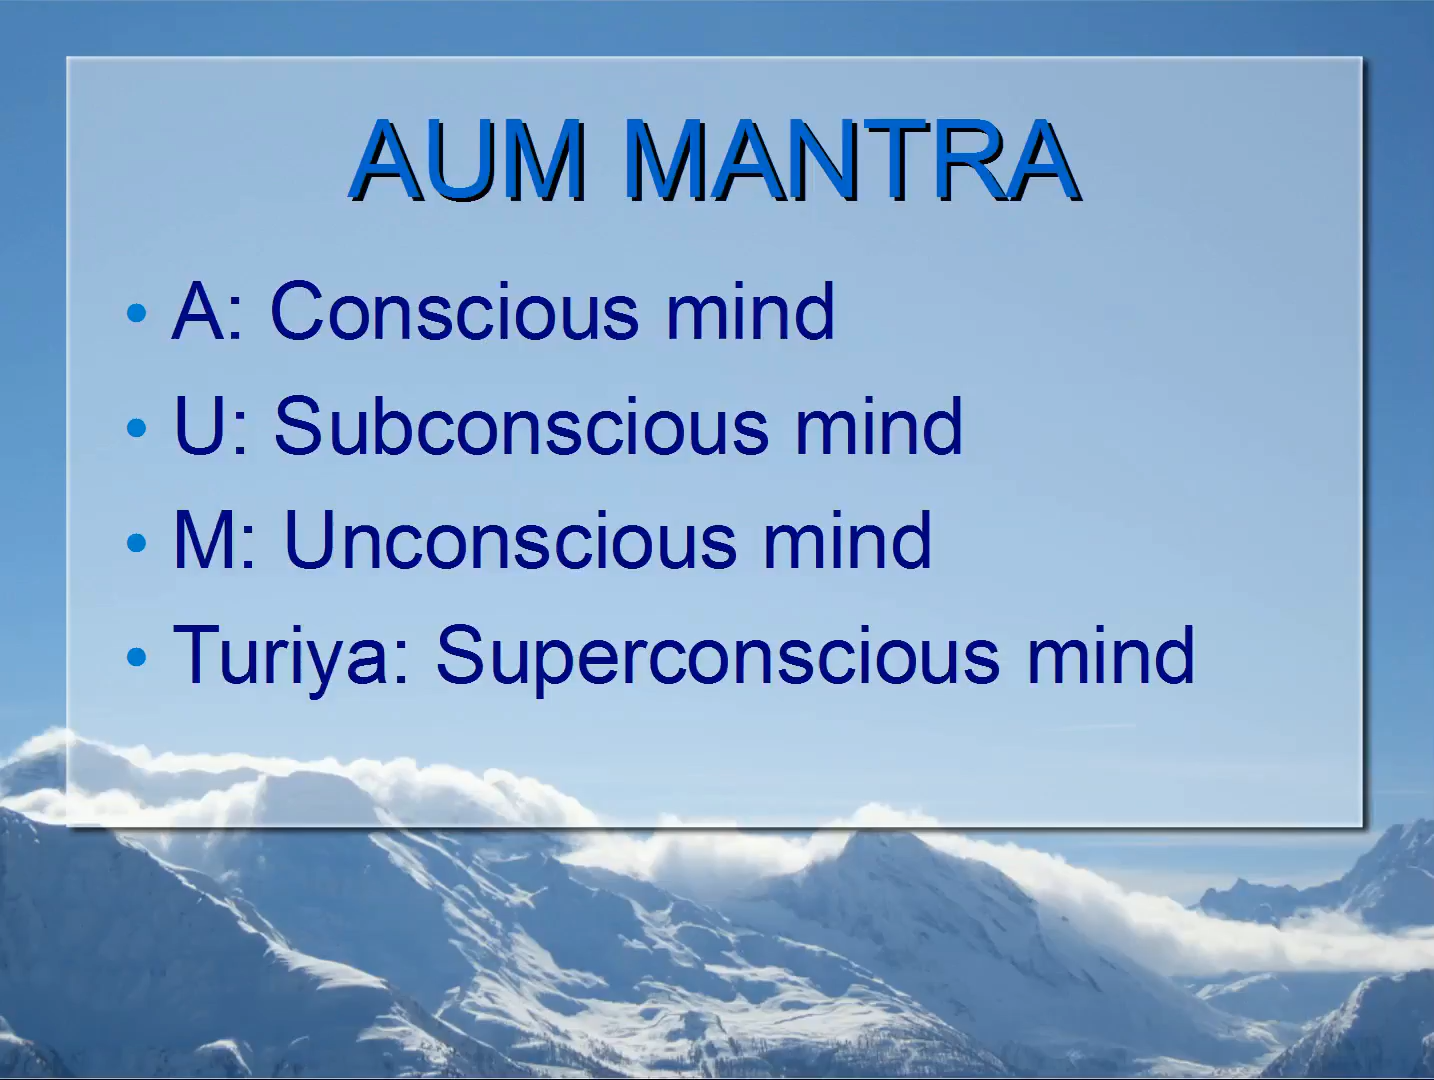 AUM MANTRA
• A: Conscious mind
• U: Subconscious mind
• M: Unconscious mind
• Turiya: Superconscious mind